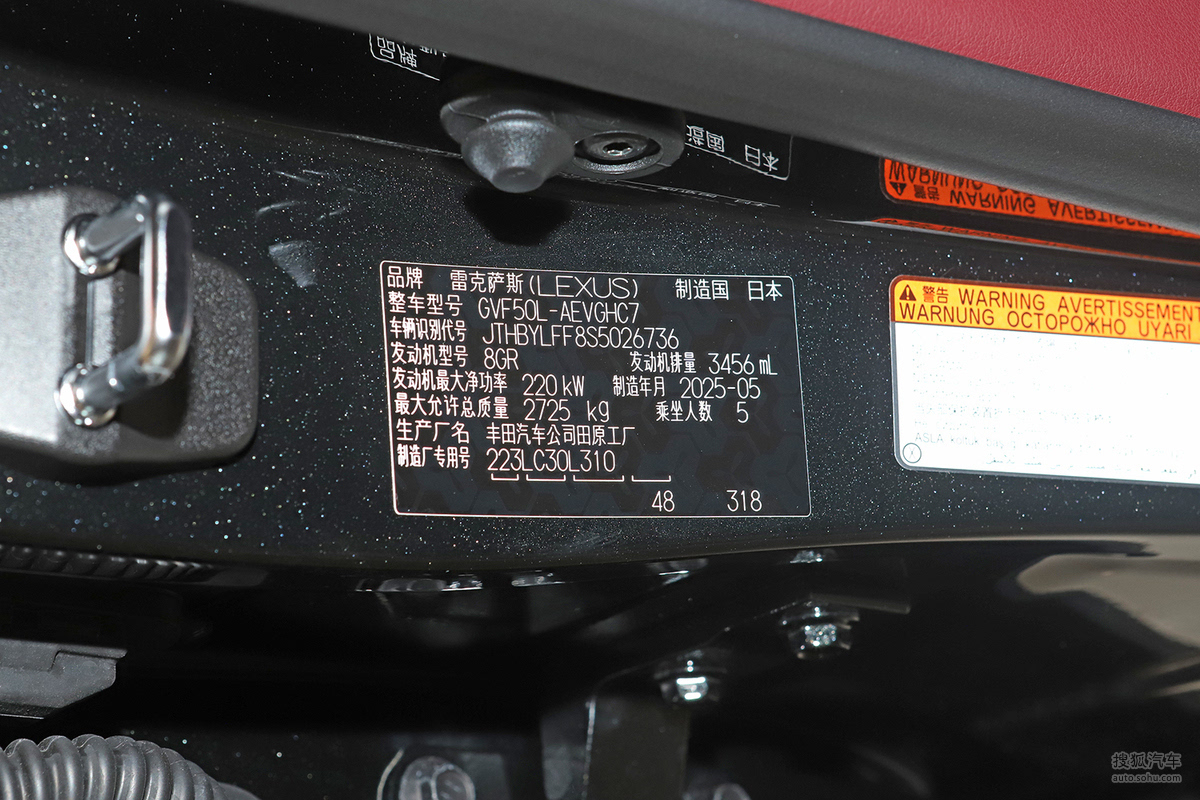 品牌 雷克萨斯(LEXUS) 制造国 日本
整车型号 GVF50L-AEVGHC7
车辆识别代号 JTHBYLFF8S5026736
发动机型号 8GR 发动机排量 3456 mL
发动机最大净功率 220 kW 制造年月 2025-05
最大允许总质量 2725 kg 乘坐人数 5
生产厂名 丰田汽车公司田原工厂
制造厂专用号 223LC30L310
48 318
警告 WARNING AVERTISSEMENT
WARNUNG ОСТОРОЖНО UYARI
搜狐汽车
auto.sohu.com